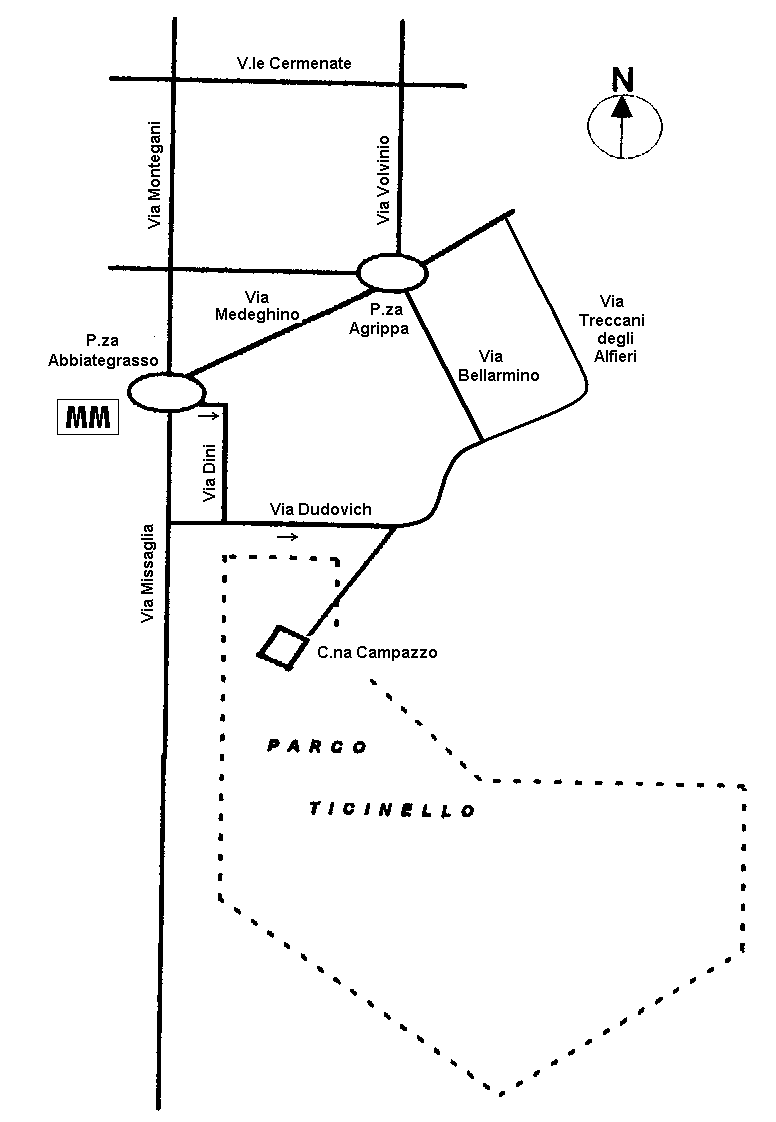 V.le Cermenate
N
Via Montegani
Via Volvinio
Via
Medeghino
P.za
Agrippa
Via
Treccani
degli
Alfieri
P.za
Abbiategrasso
Via
Bellarmino
MM
Via Dini
Via Dudovich
Via Missaglia
C.na Campazzo
PARCO
TICINELLO